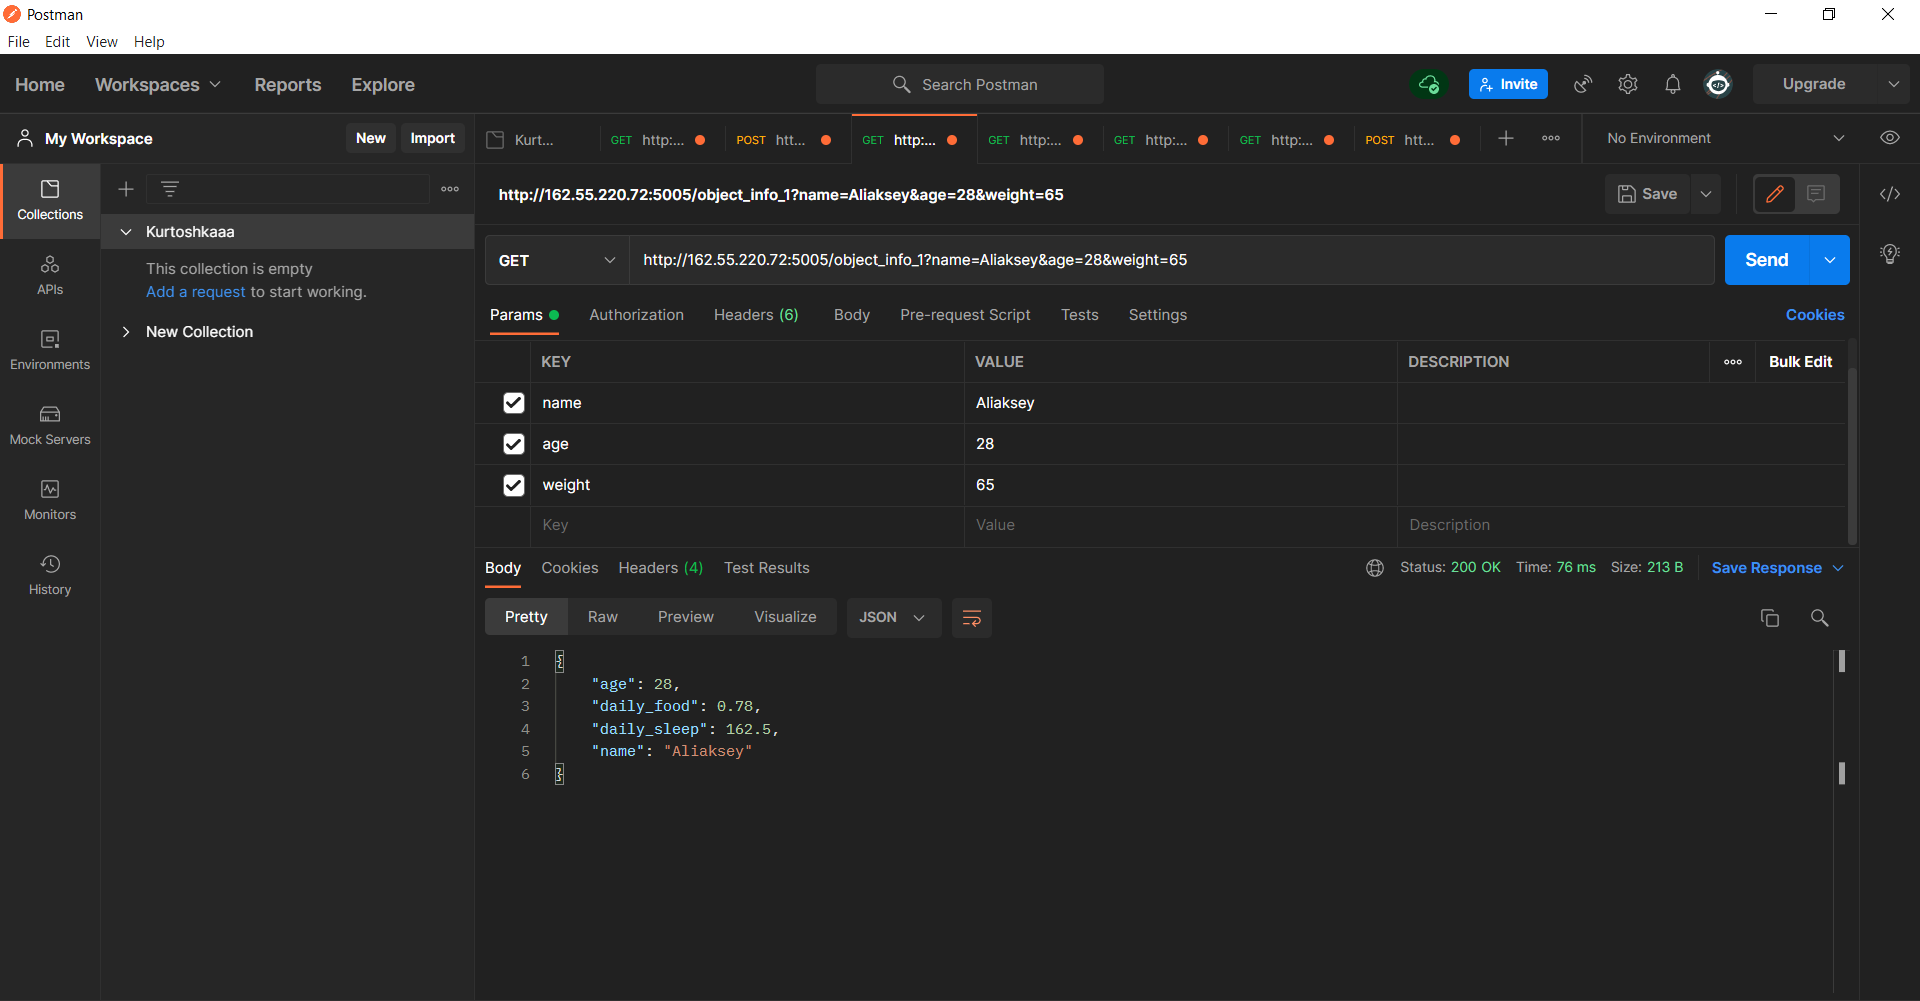 Postman
File Edit View Help
Home Workspaces Reports Explore Search Postman Invite Upgrade
My Workspace New Import Kurt... GET http:... POST htt... GET http:... GET http:... GET http:... GET http:... POST htt... No Environment
http://162.55.220.72:5005/object_info_1?name=Aliaksey&age=28&weight=65 Save
Collections
APIs
Environments
Mock Servers
Monitors
History
Kurtoshkaaa
This collection is empty
Add a request to start working.
New Collection
GET http://162.55.220.72:5005/object_info_1?name=Aliaksey&age=28&weight=65 Send
Params Authorization Headers (6) Body Pre-request Script Tests Settings Cookies
KEY VALUE DESCRIPTION Bulk Edit
name Aliaksey
age 28
weight 65
Key Value Description
Body Cookies Headers (4) Test Results Status: 200 OK Time: 76 ms Size: 213 B Save Response
Pretty Raw Preview Visualize JSON
1 {
2 "age": 28,
3 "daily_food": 0.78,
4 "daily_sleep": 162.5,
5 "name": "Aliaksey"
6 }